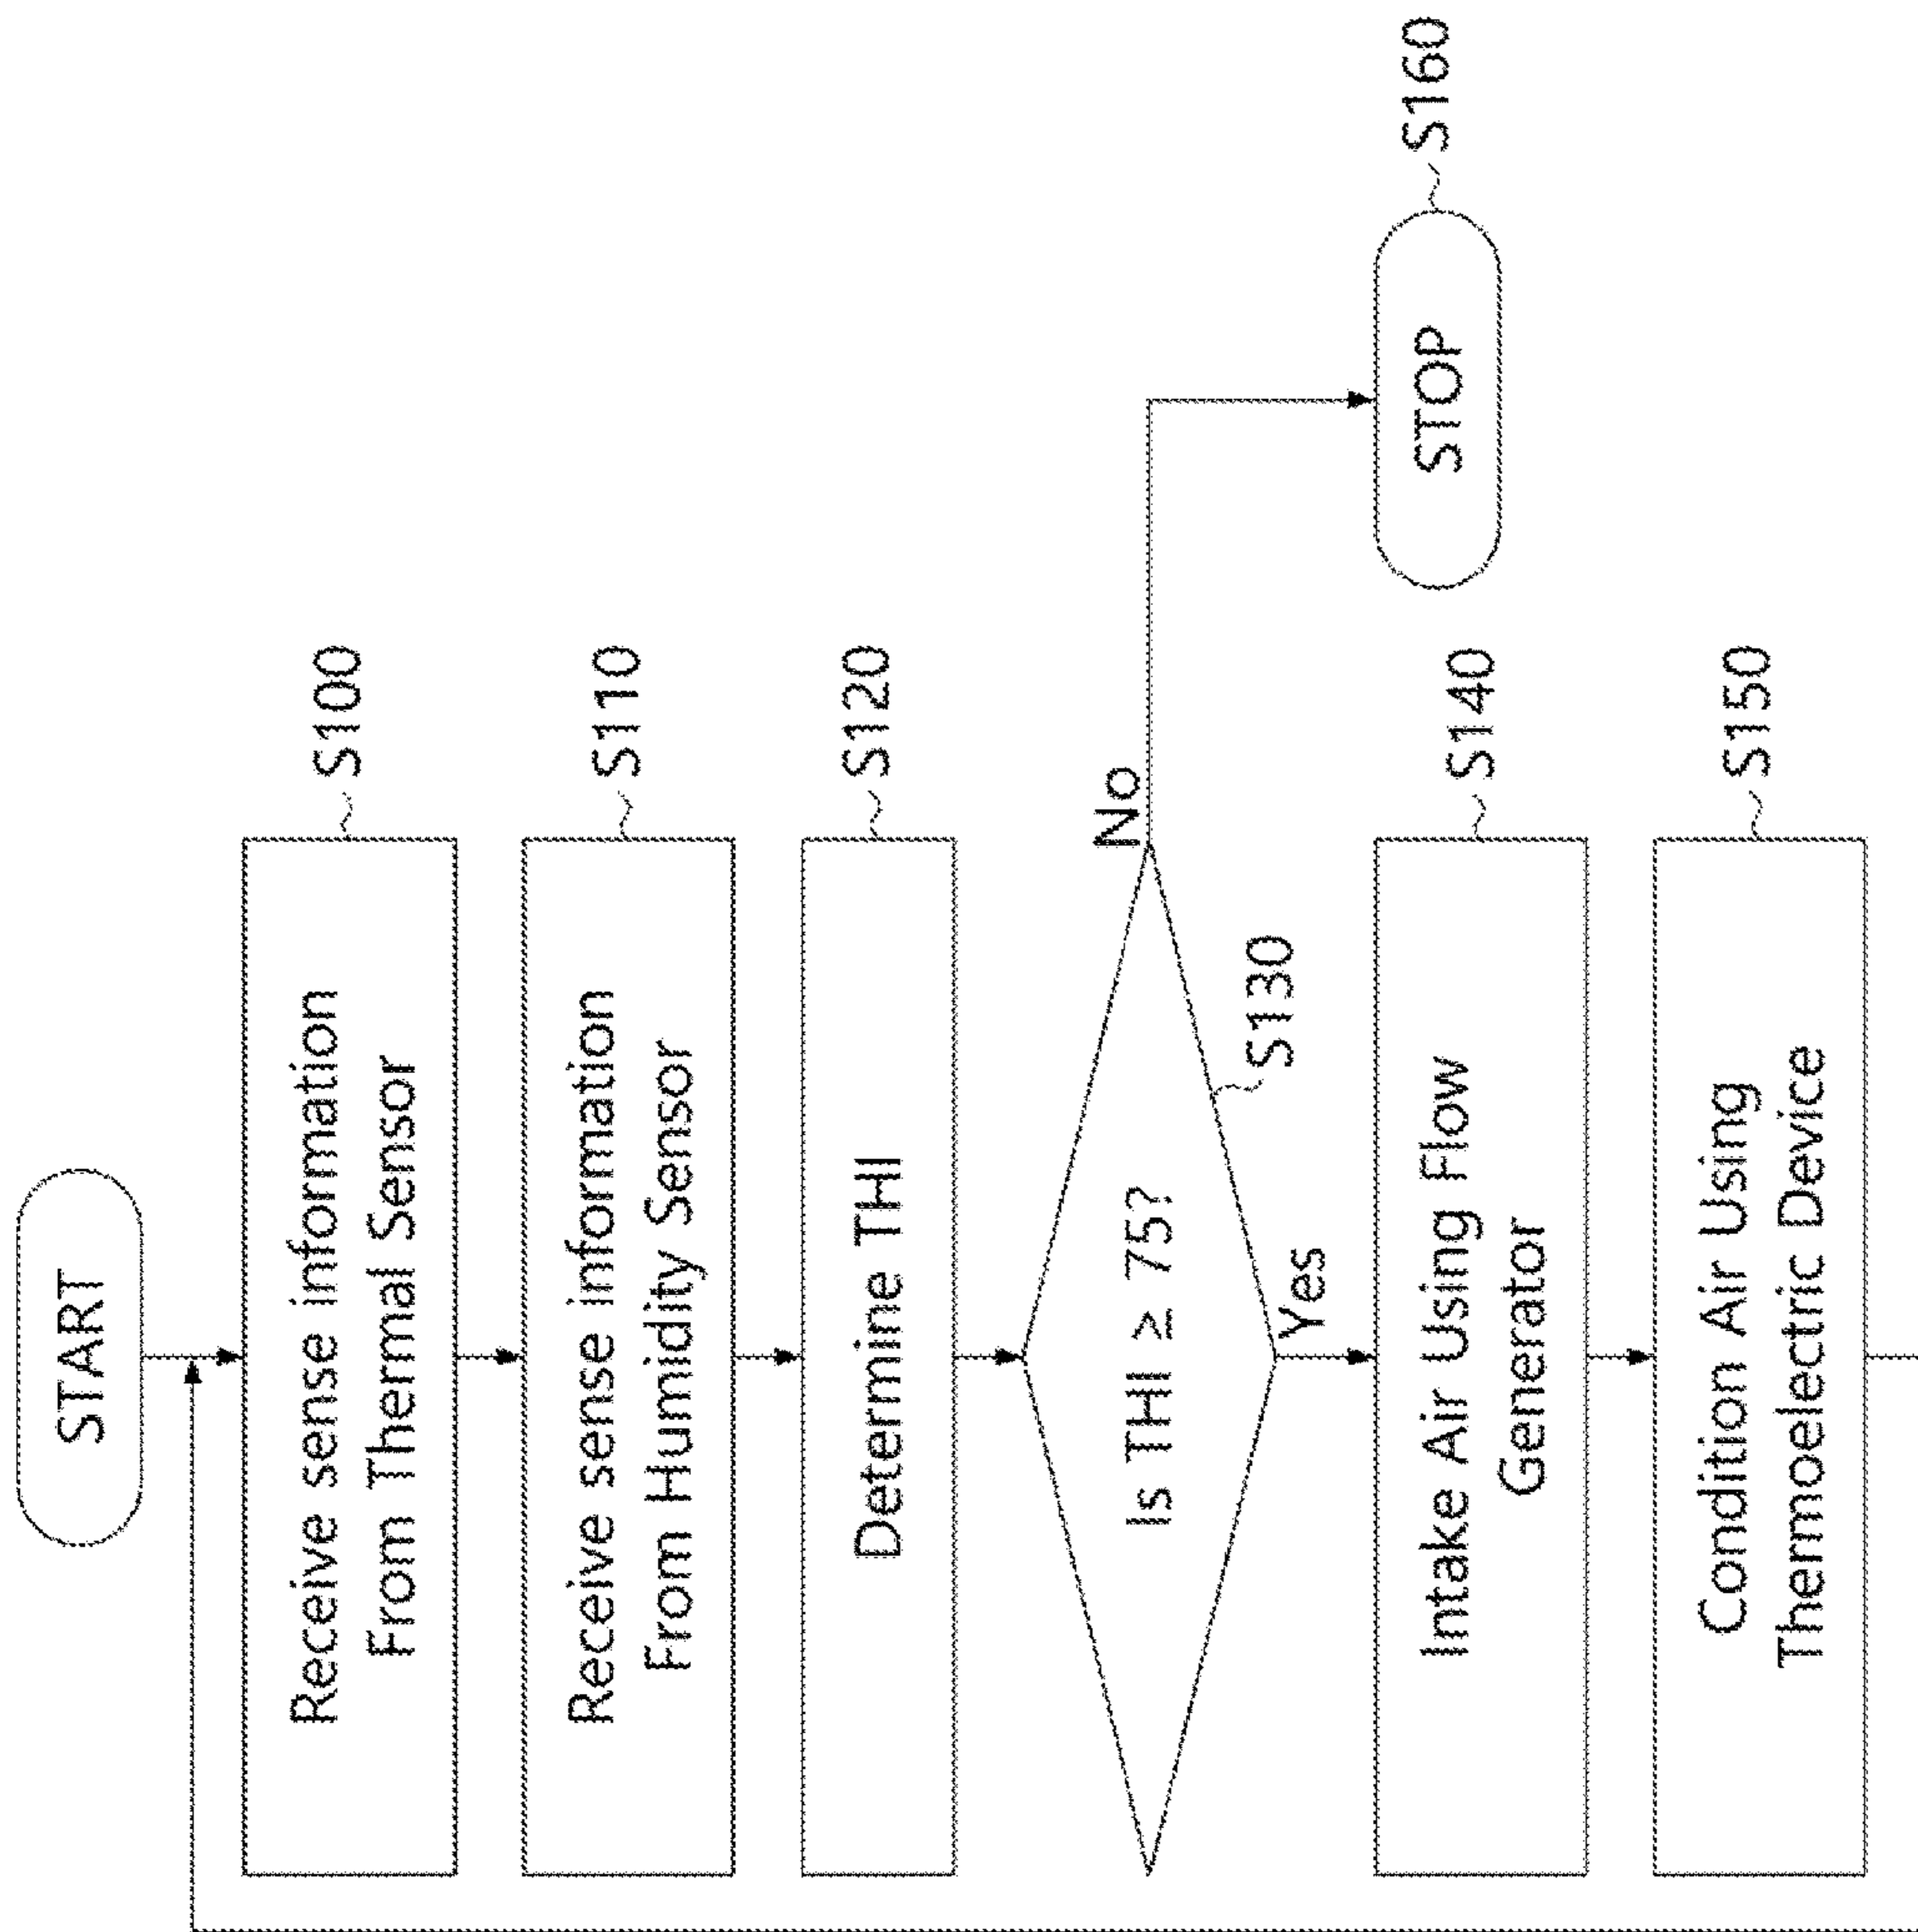 START
Receive sense information
From Thermal Sensor
S100
Receive sense information
From Humidity Sensor
S110
Determine THI
S120
Is THI ≥ 75?
No
S130
Yes
Intake Air Using Flow
Generator
S140
STOP
S160
Condition Air Using
Thermoelectric Device
S150